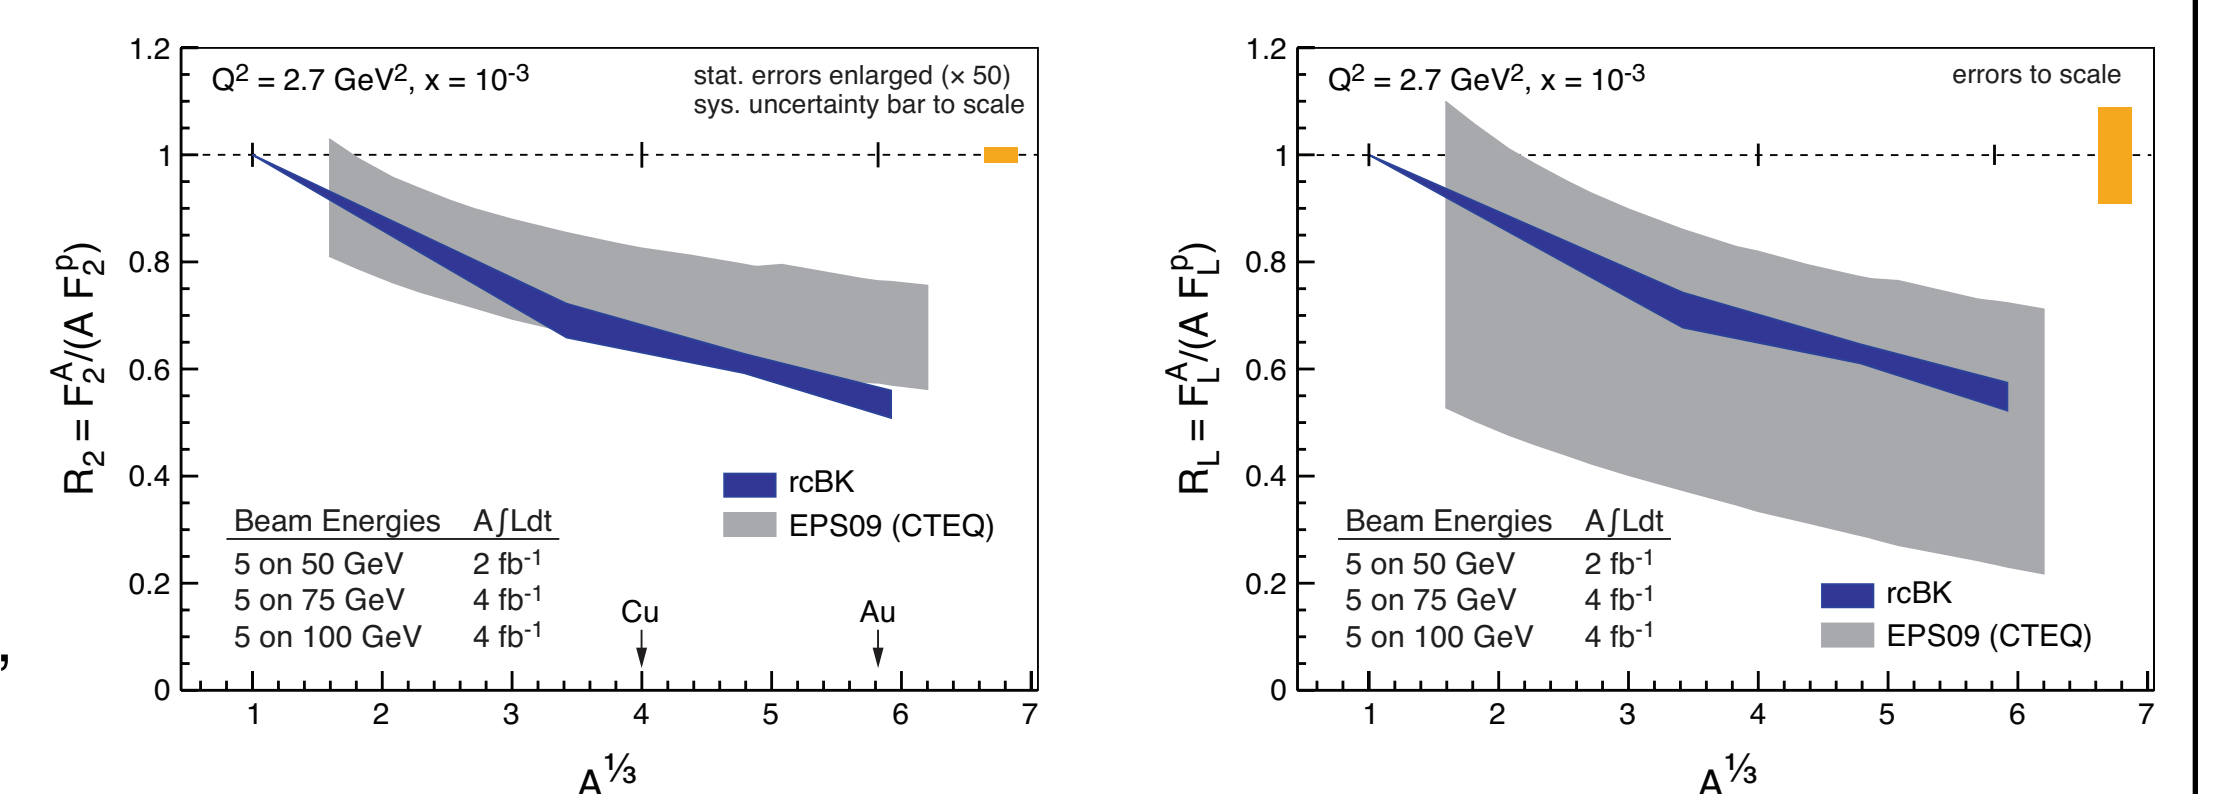 1.2
Q² = 2.7 GeV², x = 10⁻³
stat. errors enlarged (× 50)
sys. uncertainty bar to scale
1
0.8
0.6
0.4
0.2
0
R₂ = F₂ᴬ/(A F₂ᵖ)
rcBK
EPS09 (CTEQ)
Beam Energies A∫Ldt
5 on 50 GeV 2 fb⁻¹
5 on 75 GeV 4 fb⁻¹
5 on 100 GeV 4 fb⁻¹
Cu
Au
1 2 3 4 5 6 7
A^⅓
,
1.2
Q² = 2.7 GeV², x = 10⁻³
errors to scale
1
0.8
0.6
0.4
0.2
0
R_L = F_Lᴬ/(A F_Lᵖ)
Beam Energies A∫Ldt
5 on 50 GeV 2 fb⁻¹
5 on 75 GeV 4 fb⁻¹
5 on 100 GeV 4 fb⁻¹
rcBK
EPS09 (CTEQ)
1 2 3 4 5 6 7
A^⅓